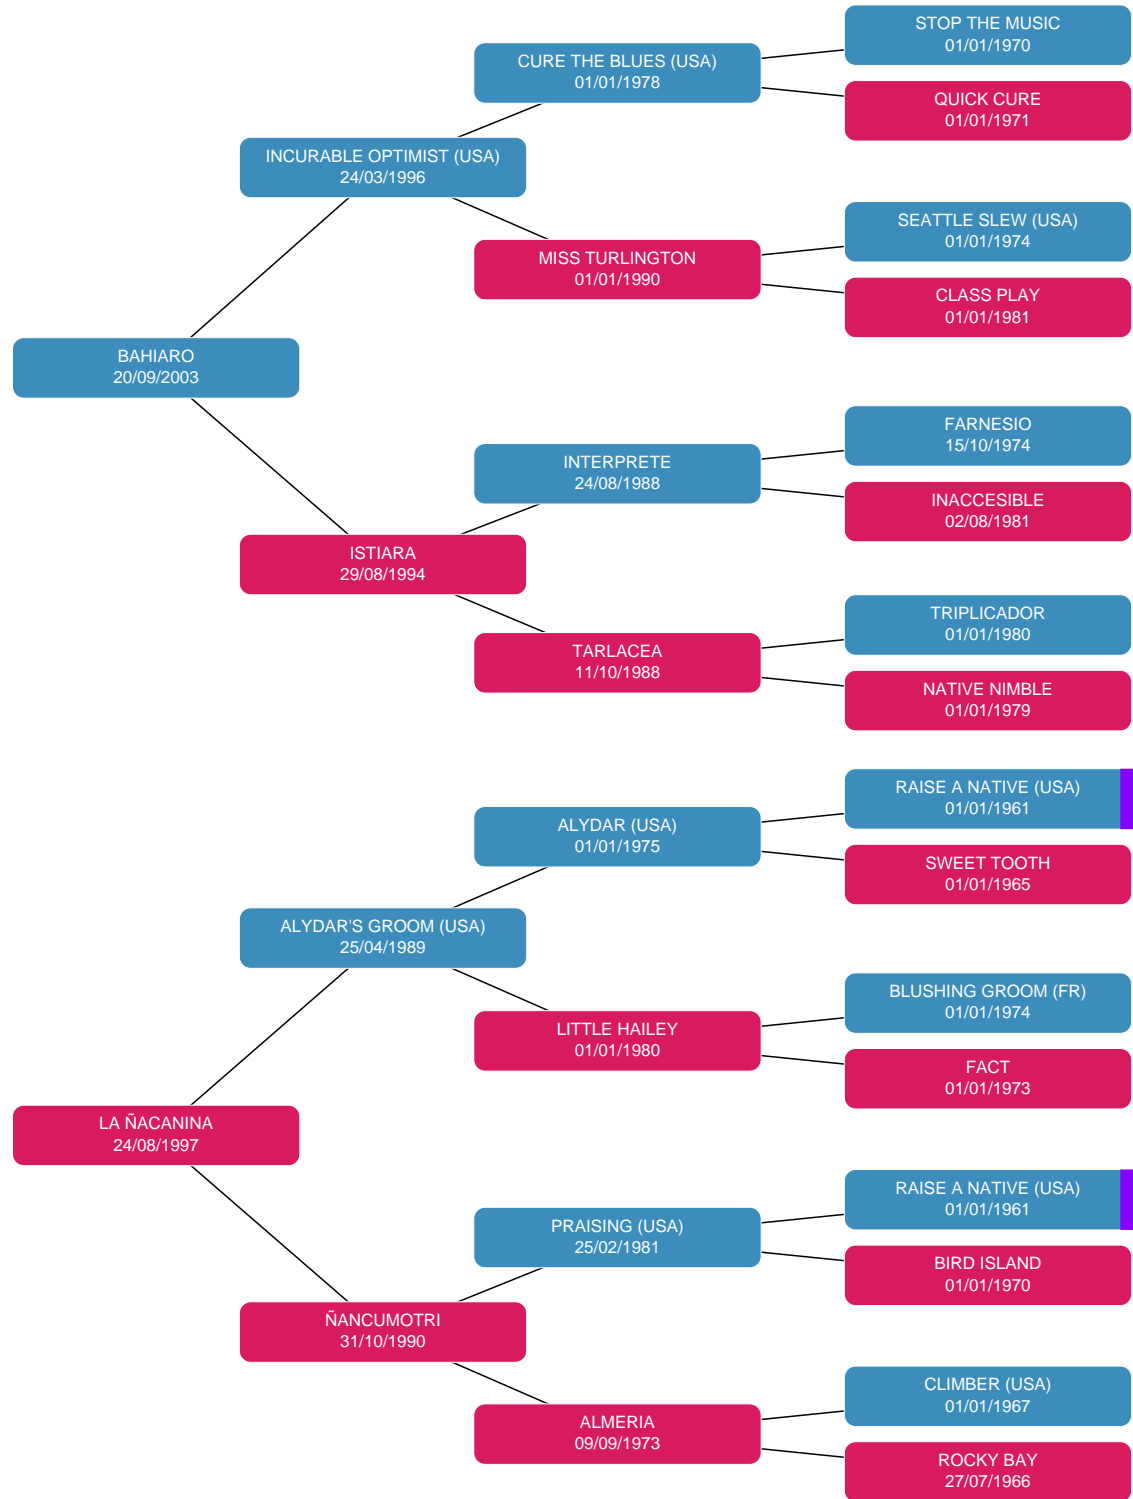 STOP THE MUSIC
01/01/1970
CURE THE BLUES (USA)
01/01/1978
QUICK CURE
01/01/1971
INCURABLE OPTIMIST (USA)
24/03/1996
SEATTLE SLEW (USA)
01/01/1974
MISS TURLINGTON
01/01/1990
CLASS PLAY
01/01/1981
BAHIARO
20/09/2003
FARNESIO
15/10/1974
INTERPRETE
24/08/1988
INACCESIBLE
02/08/1981
ISTIARA
29/08/1994
TRIPLICADOR
01/01/1980
TARLACEA
11/10/1988
NATIVE NIMBLE
01/01/1979
RAISE A NATIVE (USA)
01/01/1961
ALYDAR (USA)
01/01/1975
SWEET TOOTH
01/01/1965
ALYDAR'S GROOM (USA)
25/04/1989
BLUSHING GROOM (FR)
01/01/1974
LITTLE HAILEY
01/01/1980
FACT
01/01/1973
LA ÑACANINA
24/08/1997
RAISE A NATIVE (USA)
01/01/1961
PRAISING (USA)
25/02/1981
BIRD ISLAND
01/01/1970
ÑANCUMOTRI
31/10/1990
CLIMBER (USA)
01/01/1967
ALMERIA
09/09/1973
ROCKY BAY
27/07/1966